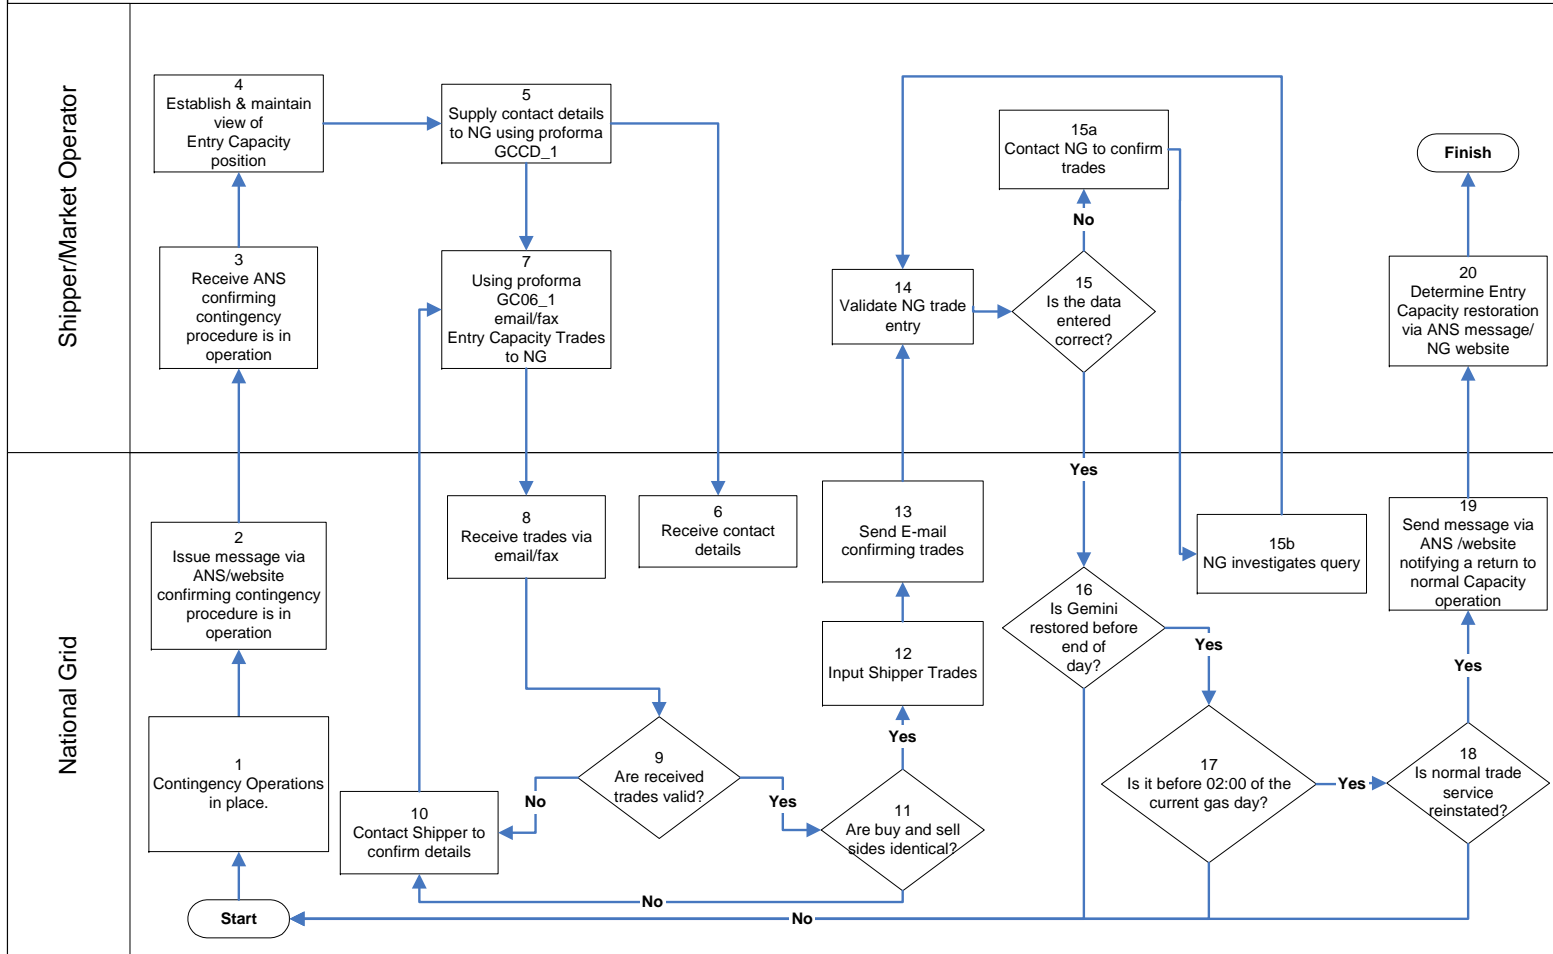 Shipper/Market Operator
4
Establish & maintain
view of
Entry Capacity
position
5
Supply contact details
to NG using proforma
GCCD_1
15a
Contact NG to confirm
trades
Finish
No
3
Receive ANS
confirming
contingency
procedure is in
operation
7
Using proforma
GC06_1
email/fax
Entry Capacity Trades
to NG
14
Validate NG trade
entry
15
Is the data
entered
correct?
20
Determine Entry
Capacity restoration
via ANS message/
NG website
National Grid
Yes
2
Issue message via
ANS/website
confirming contingency
procedure is in
operation
8
Receive trades via
email/fax
6
Receive contact
details
13
Send E-mail
confirming trades
15b
NG investigates query
19
Send message via
ANS /website
notifying a return to
normal Capacity
operation
16
Is Gemini
restored before
end of
day?
Yes
12
Input Shipper Trades
Yes
1
Contingency Operations
in place.
9
Are received
trades valid?
Yes
17
Is it before 02:00 of the
current gas day?
Yes
18
Is normal trade
service
reinstated?
No
Yes
10
Contact Shipper to
confirm details
11
Are buy and sell
sides identical?
No
Start
No